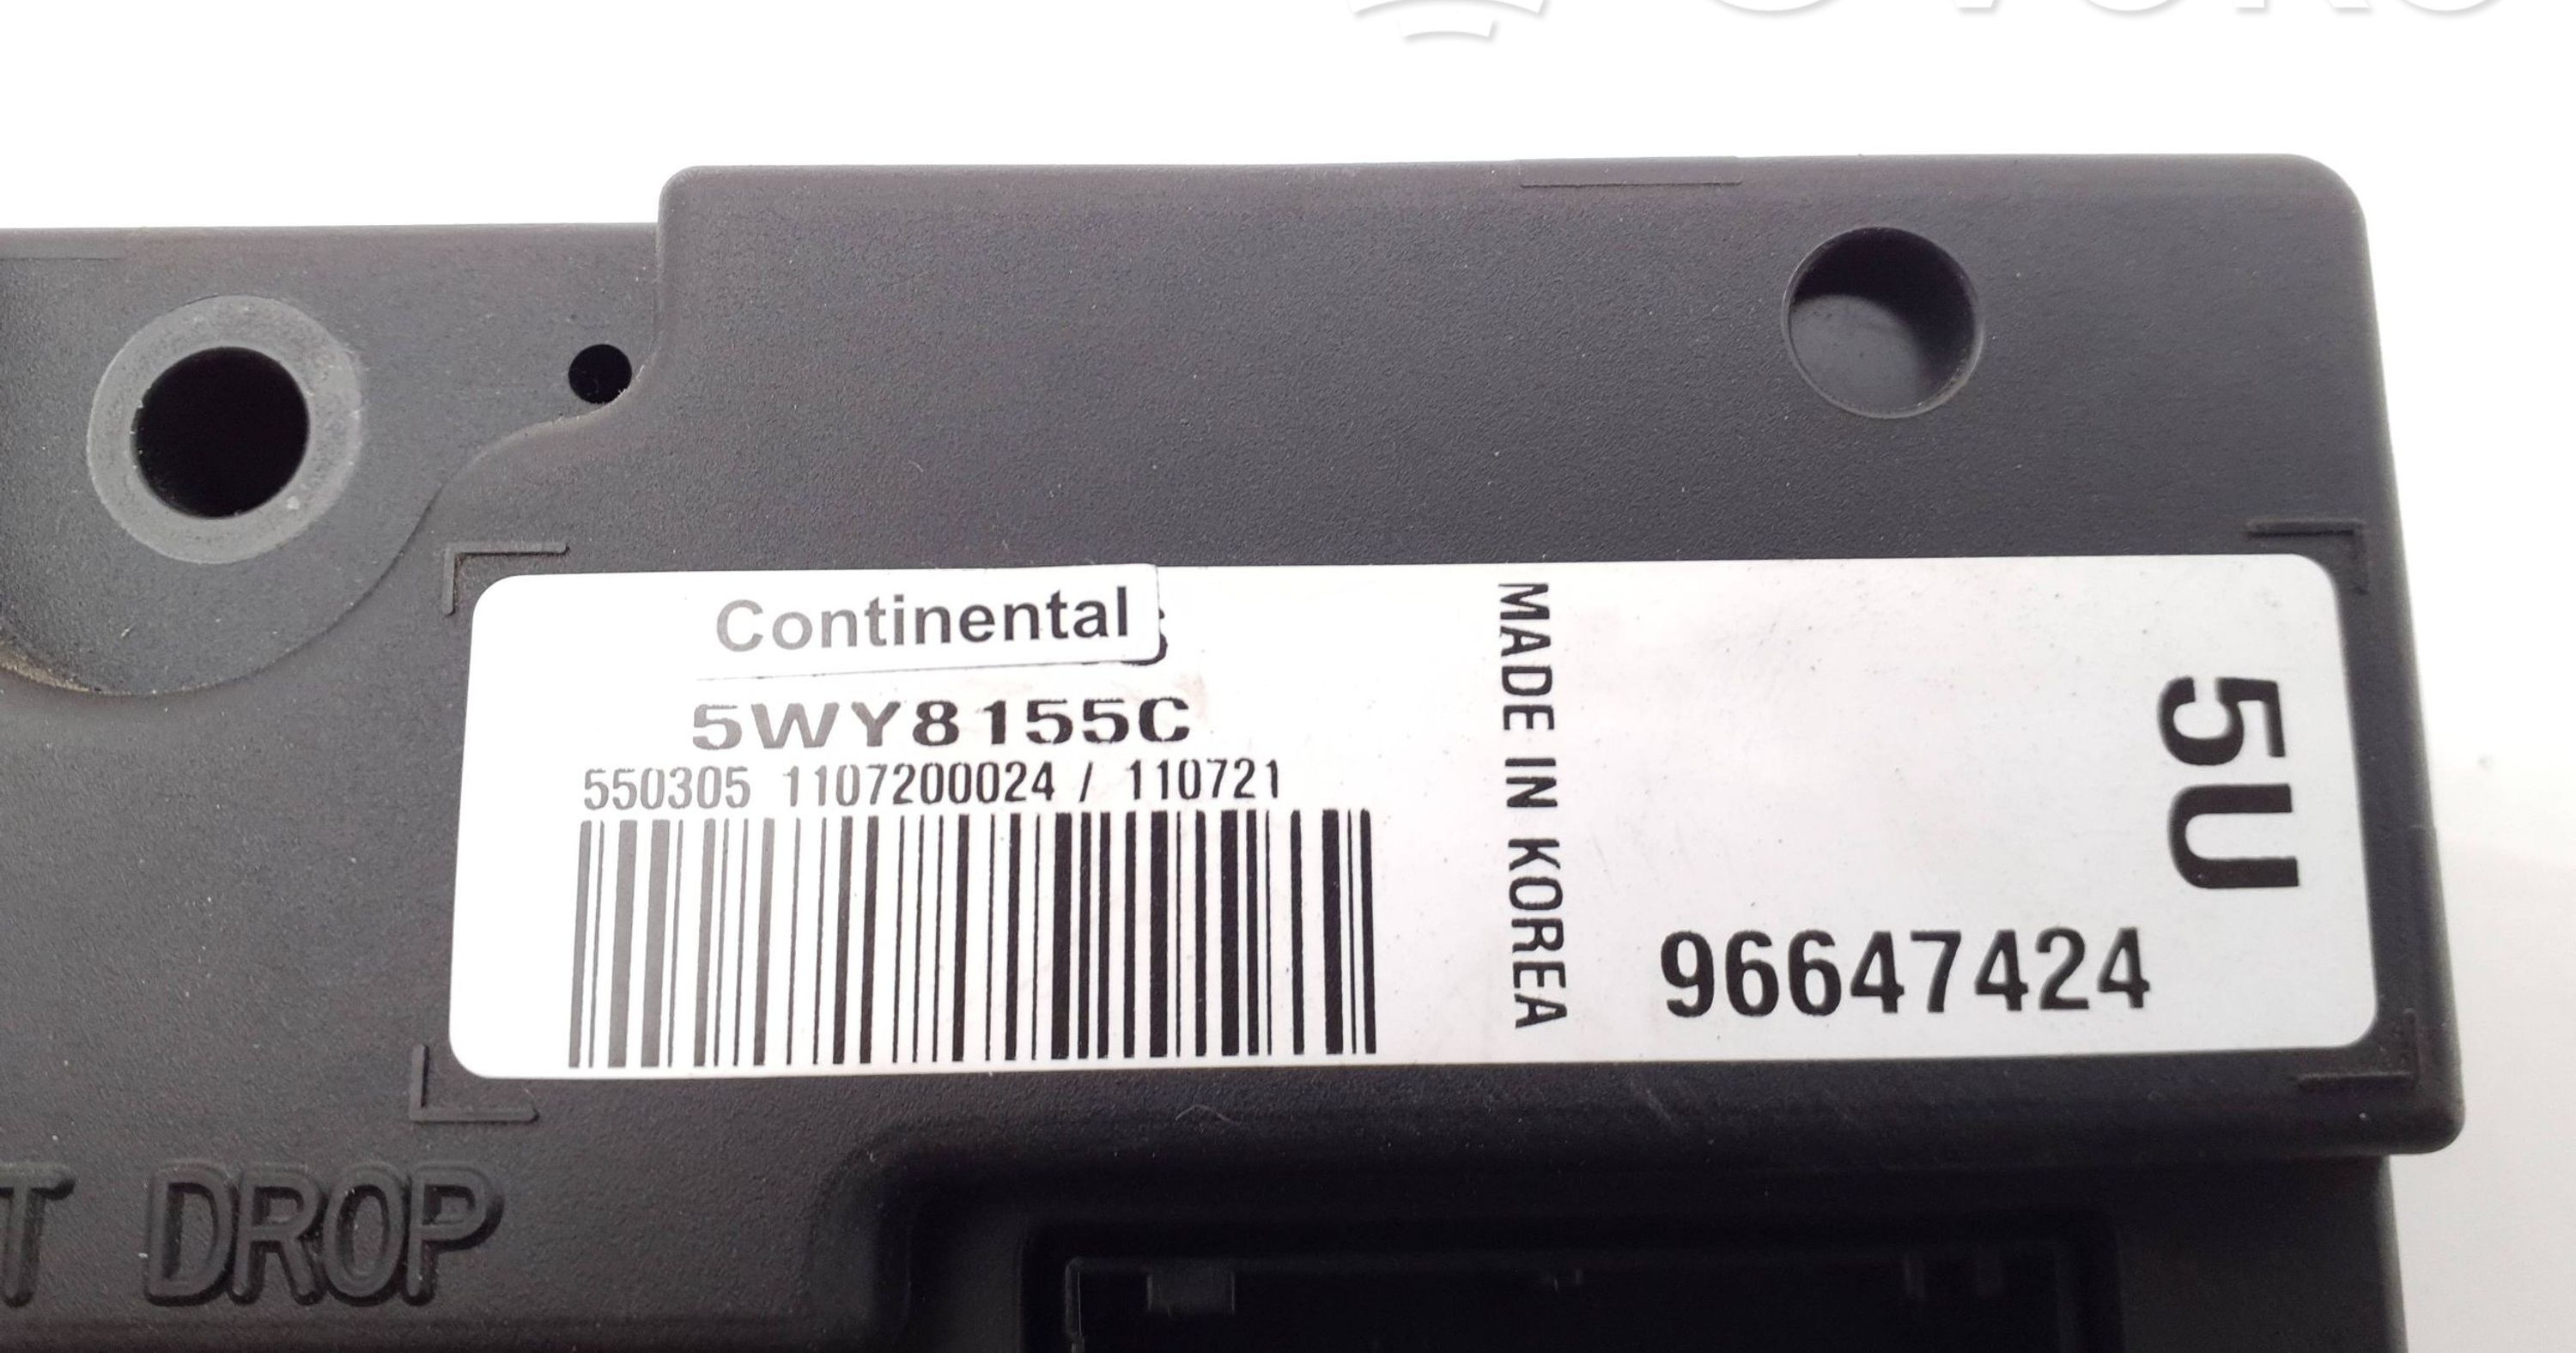 Continental
5WY8155C
550305 1107200024 / 110721
MADE IN KOREA
5U
96647424
DROP